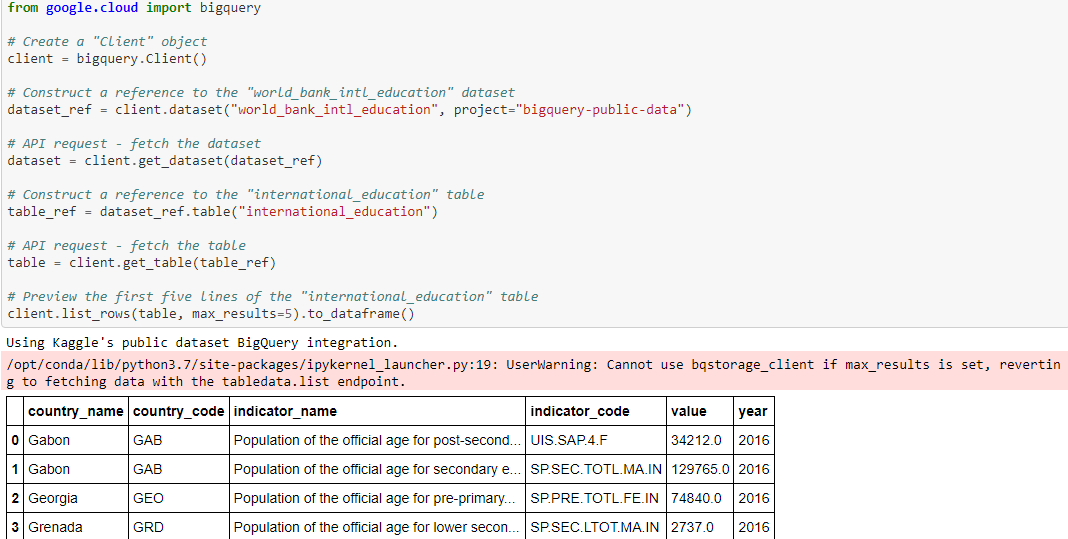 from google.cloud import bigquery
# Create a "Client" object
client = bigquery.Client()
# Construct a reference to the "world_bank_intl_education" dataset
dataset_ref = client.dataset("world_bank_intl_education", project="bigquery-public-data")
# API request - fetch the dataset
dataset = client.get_dataset(dataset_ref)
# Construct a reference to the "international_education" table
table_ref = dataset_ref.table("international_education")
# API request - fetch the table
table = client.get_table(table_ref)
# Preview the first five lines of the "international_education" table
client.list_rows(table, max_results=5).to_dataframe()
Using Kaggle's public dataset BigQuery integration.
/opt/conda/lib/python3.7/site-packages/ipykernel_launcher.py:19: UserWarning: Cannot use bqstorage_client if max_results is set, revertin
g to fetching data with the tabledata.list endpoint.
country_name country_code indicator_name indicator_code value year
0 Gabon GAB Population of the official age for post-second... UIS.SAP.4.F 34212.0 2016
1 Gabon GAB Population of the official age for secondary e... SP.SEC.TOTL.MA.IN 129765.0 2016
2 Georgia GEO Population of the official age for pre-primary... SP.PRE.TOTL.FE.IN 74840.0 2016
3 Grenada GRD Population of the official age for lower secon... SP.SEC.LTOT.MA.IN 2737.0 2016